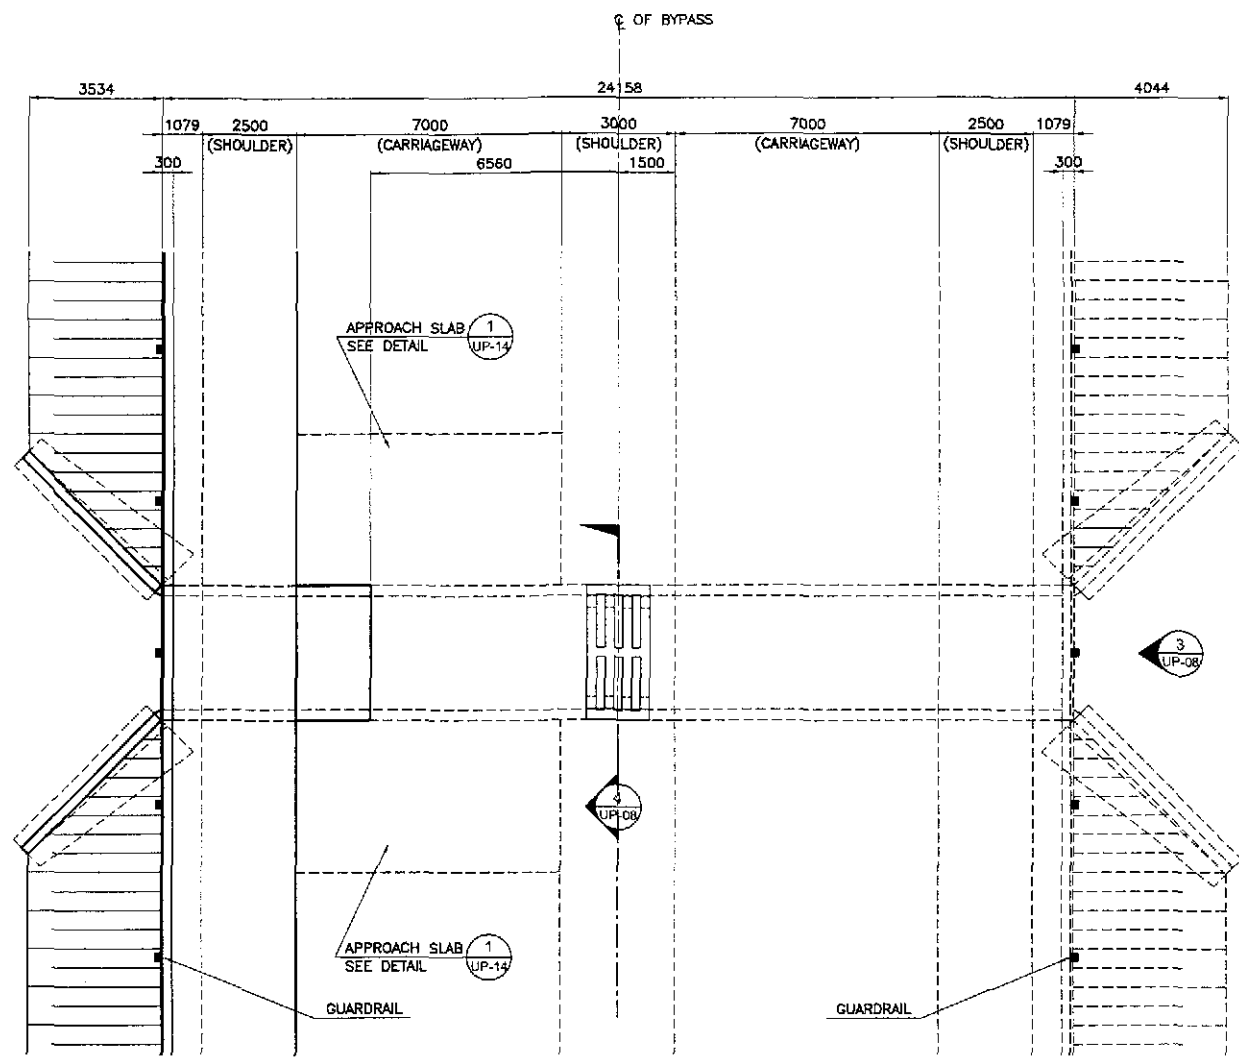 ℄ OF BYPASS
3534 24158 4044
1079 2500 7000 3000 7000 2500 1079
(SHOULDER) (CARRIAGEWAY) (SHOULDER) (CARRIAGEWAY) (SHOULDER)
300 6560 1500 300
APPROACH SLAB 1
SEE DETAIL UP-14
3
UP-08
4
UP-08
APPROACH SLAB 1
SEE DETAIL UP-14
GUARDRAIL GUARDRAIL